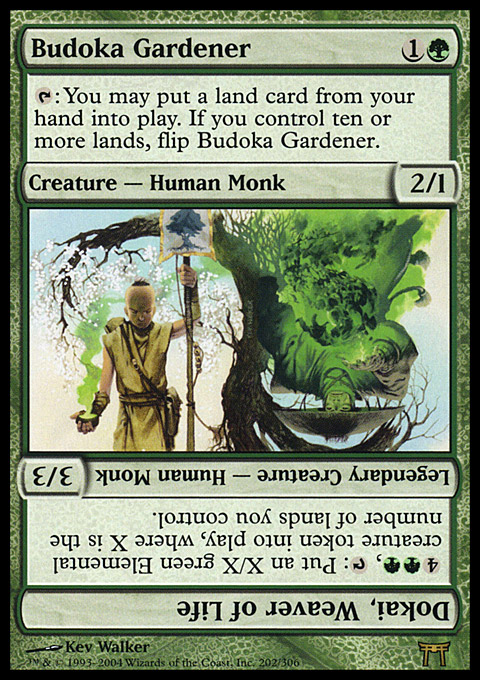 Budoka Gardener 1
: You may put a land card from your
hand into play. If you control ten or
more lands, flip Budoka Gardener.
Creature — Human Monk
2/1
Legendary Creature — Human Monk
3/3
Dokai, Weaver of Life
4, : Put an X/X green Elemental
creature token into play, where X is the
number of lands you control.
Kev Walker
™ & © 1993–2004 Wizards of the Coast, Inc. 202/306